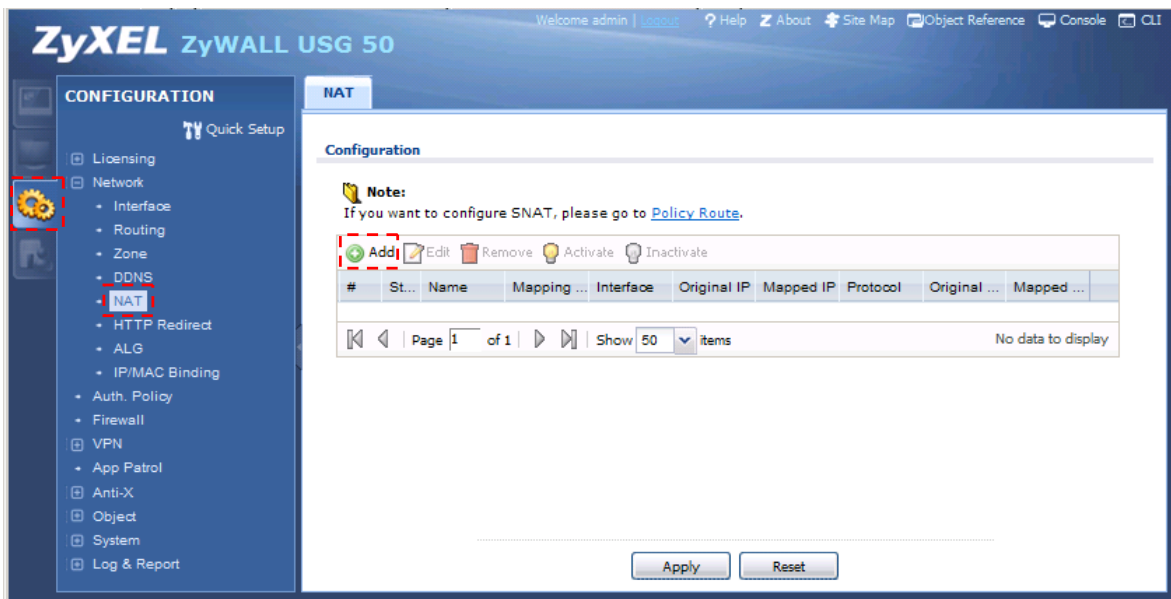 Welcome admin | Logout ? Help Z About Site Map Object Reference Console CLI
ZyXEL ZyWALL USG 50
CONFIGURATION
Quick Setup
Licensing
Network
Interface
Routing
Zone
DDNS
NAT
HTTP Redirect
ALG
IP/MAC Binding
Auth. Policy
Firewall
VPN
App Patrol
Anti-X
Object
System
Log & Report
NAT
Configuration
Note:
If you want to configure SNAT, please go to Policy Route.
Add Edit Remove Activate Inactivate
# St... Name Mapping ... Interface Original IP Mapped IP Protocol Original ... Mapped ...
Page 1 of 1 Show 50 items No data to display
Apply Reset